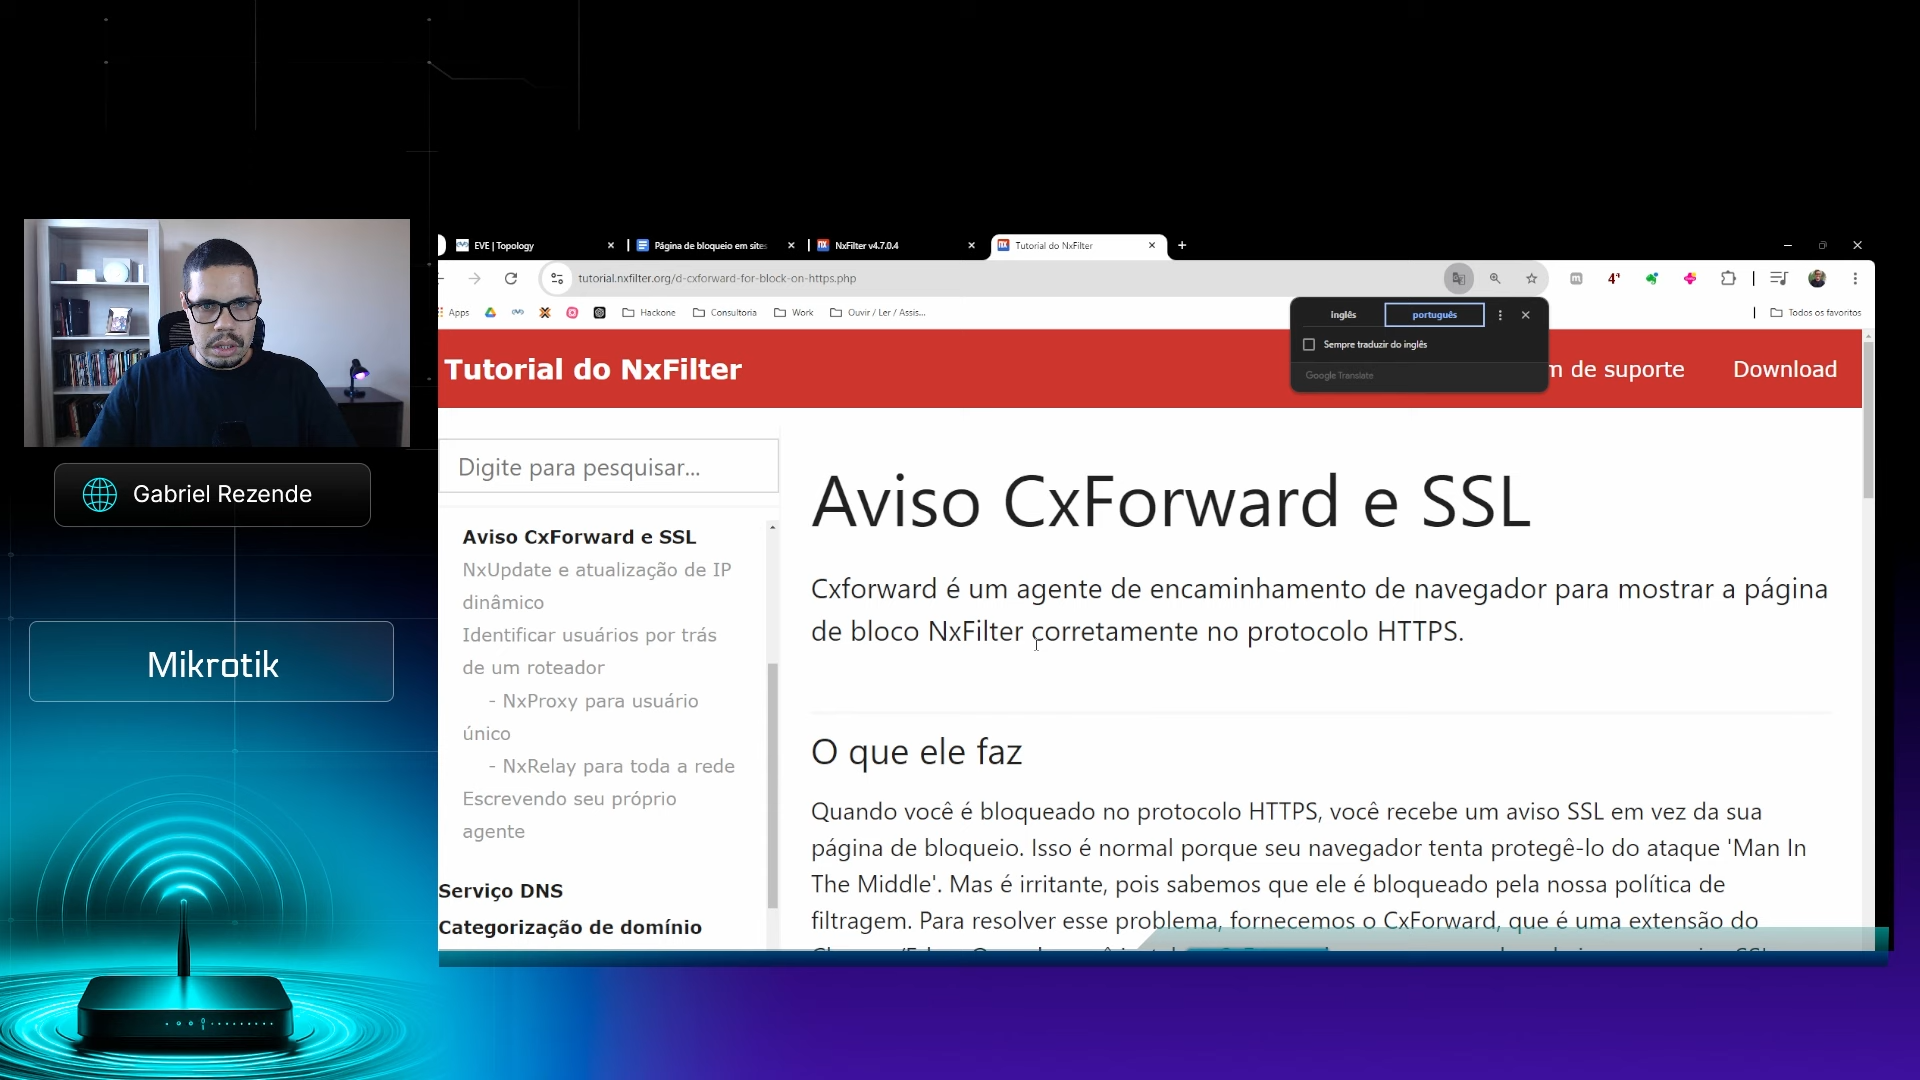 EVE | Topology
Página de bloqueio em sites
NxFilter v4.7.0.4
Tutorial do NxFilter
tutorial.nxfilter.org/d-cxforward-for-block-on-https.php
Apps
Hackone
Consultoria
Work
Ouvir / Ler / Assis...
Todos os favoritos
inglês
português
Sempre traduzir do inglês
Google Translate
Tutorial do NxFilter
m de suporte
Download
Digite para pesquisar...
Aviso CxForward e SSL
NxUpdate e atualização de IP
dinâmico
Identificar usuários por trás
de um roteador
- NxProxy para usuário
único
- NxRelay para toda a rede
Escrevendo seu próprio
agente
Serviço DNS
Categorização de domínio
Aviso CxForward e SSL
Cxforward é um agente de encaminhamento de navegador para mostrar a página
de bloco NxFilter corretamente no protocolo HTTPS.
O que ele faz
Quando você é bloqueado no protocolo HTTPS, você recebe um aviso SSL em vez da sua
página de bloqueio. Isso é normal porque seu navegador tenta protegê-lo do ataque 'Man In
The Middle'. Mas é irritante, pois sabemos que ele é bloqueado pela nossa política de
filtragem. Para resolver esse problema, fornecemos o CxForward, que é uma extensão do
Gabriel Rezende
Mikrotik